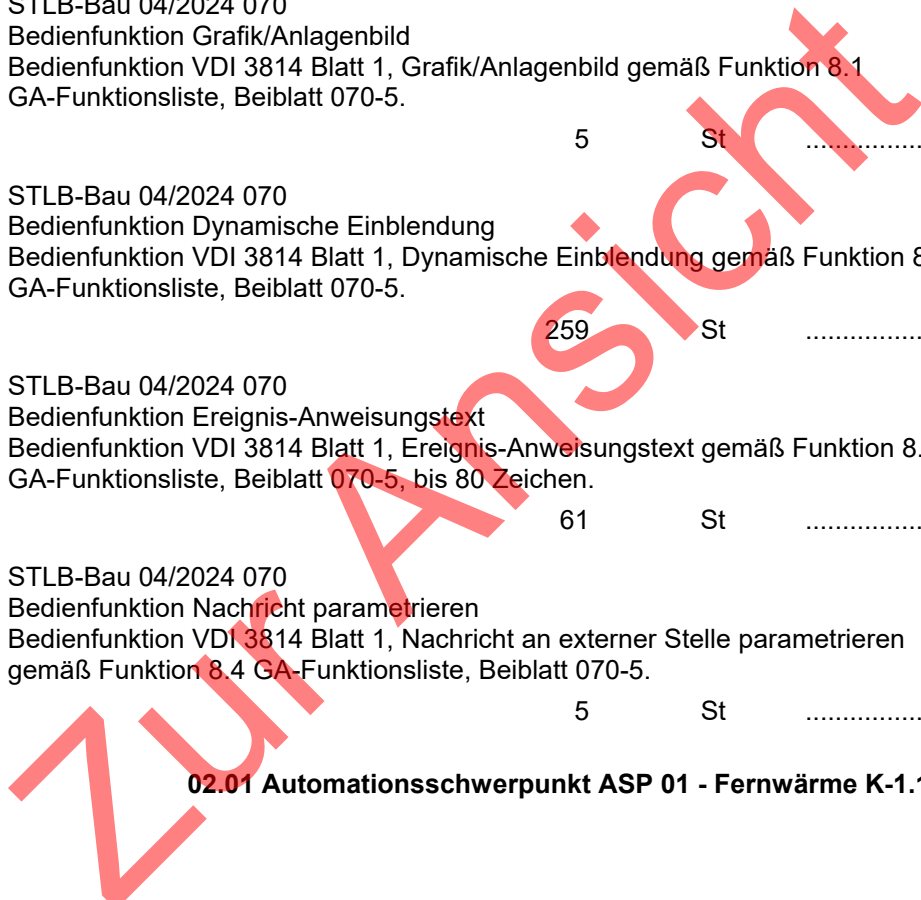 STLB-Bau 04/2024 070
Bedienfunktion Grafik/Anlagenbild
Bedienfunktion VDI 3814 Blatt 1, Grafik/Anlagenbild gemäß Funktion 8.1
GA-Funktionsliste, Beiblatt 070-5.
5 St ................
STLB-Bau 04/2024 070
Bedienfunktion Dynamische Einblendung
Bedienfunktion VDI 3814 Blatt 1, Dynamische Einblendung gemäß Funktion 8
GA-Funktionsliste, Beiblatt 070-5.
259 St ................
STLB-Bau 04/2024 070
Bedienfunktion Ereignis-Anweisungstext
Bedienfunktion VDI 3814 Blatt 1, Ereignis-Anweisungstext gemäß Funktion 8.
GA-Funktionsliste, Beiblatt 070-5, bis 80 Zeichen.
61 St ................
STLB-Bau 04/2024 070
Bedienfunktion Nachricht parametrieren
Bedienfunktion VDI 3814 Blatt 1, Nachricht an externer Stelle parametrieren
gemäß Funktion 8.4 GA-Funktionsliste, Beiblatt 070-5.
5 St ................
02.01 Automationsschwerpunkt ASP 01 - Fernwärme K-1.1
Zur Ansicht